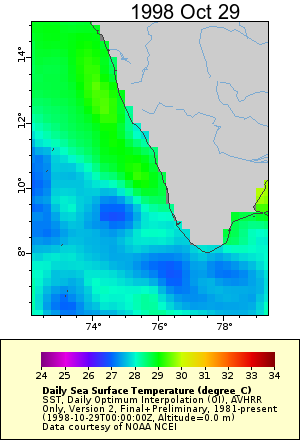 1998 Oct 29
14°
12°
10°
8°
74° 76° 78°
24 25 26 27 28 29 30 31 32 33 34
Daily Sea Surface Temperature (degree_C)
SST, Daily Optimum Interpolation (OI), AVHRR
Only, Version 2, Final+Preliminary, 1981-present
(1998-10-29T00:00:00Z, Altitude=0.0 m)
Data courtesy of NOAA NCEI